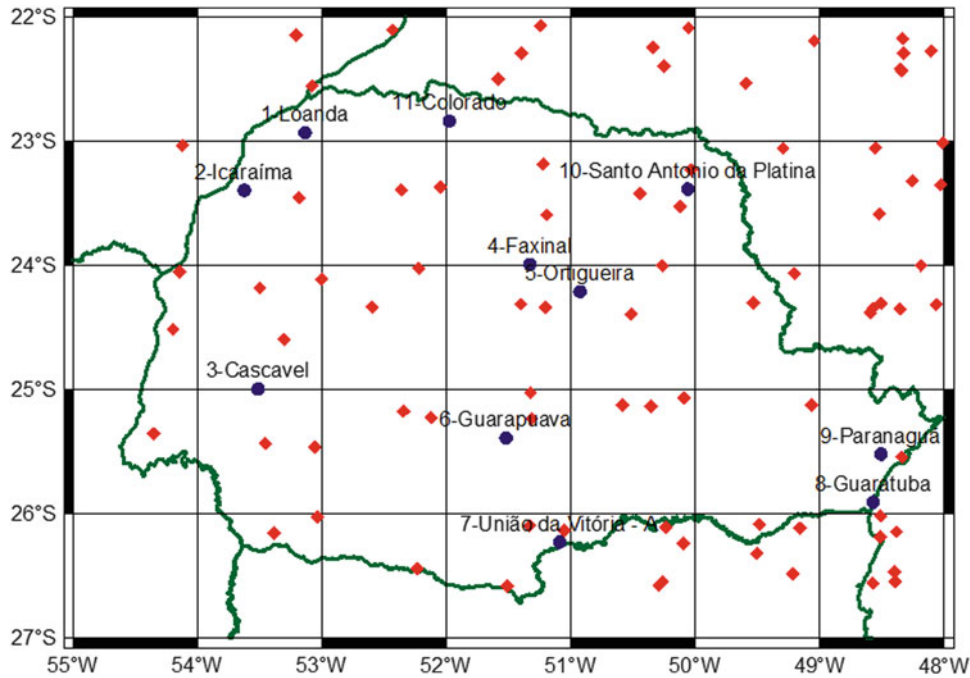 22°S
11-Colorado
1-Loanda
23°S
2-Icaraíma
10-Santo Antonio da Platina
4-Faxinal
24°S
5-Ortigueira
3-Cascavel
25°S
6-Guarapuava
9-Paranaguá
8-Guaratuba
26°S
7-União da Vitória - A
27°S
55°W 54°W 53°W 52°W 51°W 50°W 49°W 48°W